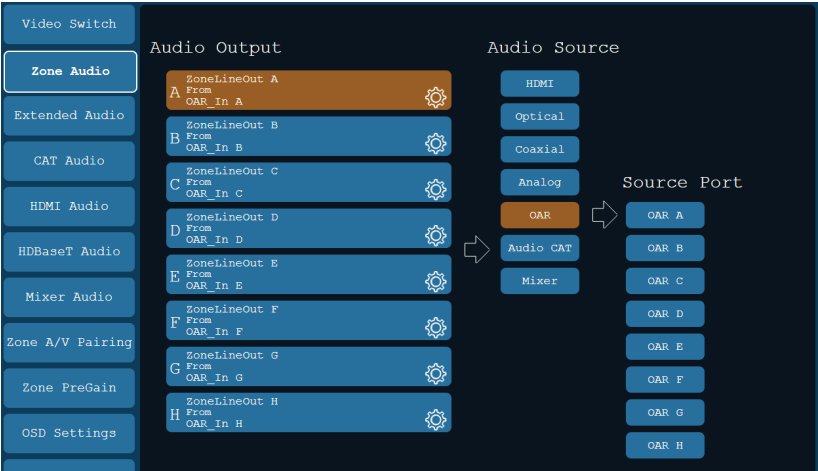 Video Switch
Zone Audio
Extended Audio
CAT Audio
HDMI Audio
HDBaseT Audio
Mixer Audio
Zone A/V Pairing
Zone PreGain
OSD Settings
Audio Output
A
ZoneLineOut A
From
OAR_In A
B
ZoneLineOut B
From
OAR_In B
C
ZoneLineOut C
From
OAR_In C
D
ZoneLineOut D
From
OAR_In D
E
ZoneLineOut E
From
OAR_In E
F
ZoneLineOut F
From
OAR_In F
G
ZoneLineOut G
From
OAR_In G
H
ZoneLineOut H
From
OAR_In H
Audio Source
HDMI
Optical
Coaxial
Analog
OAR
Audio CAT
Mixer
Source Port
OAR A
OAR B
OAR C
OAR D
OAR E
OAR F
OAR G
OAR H